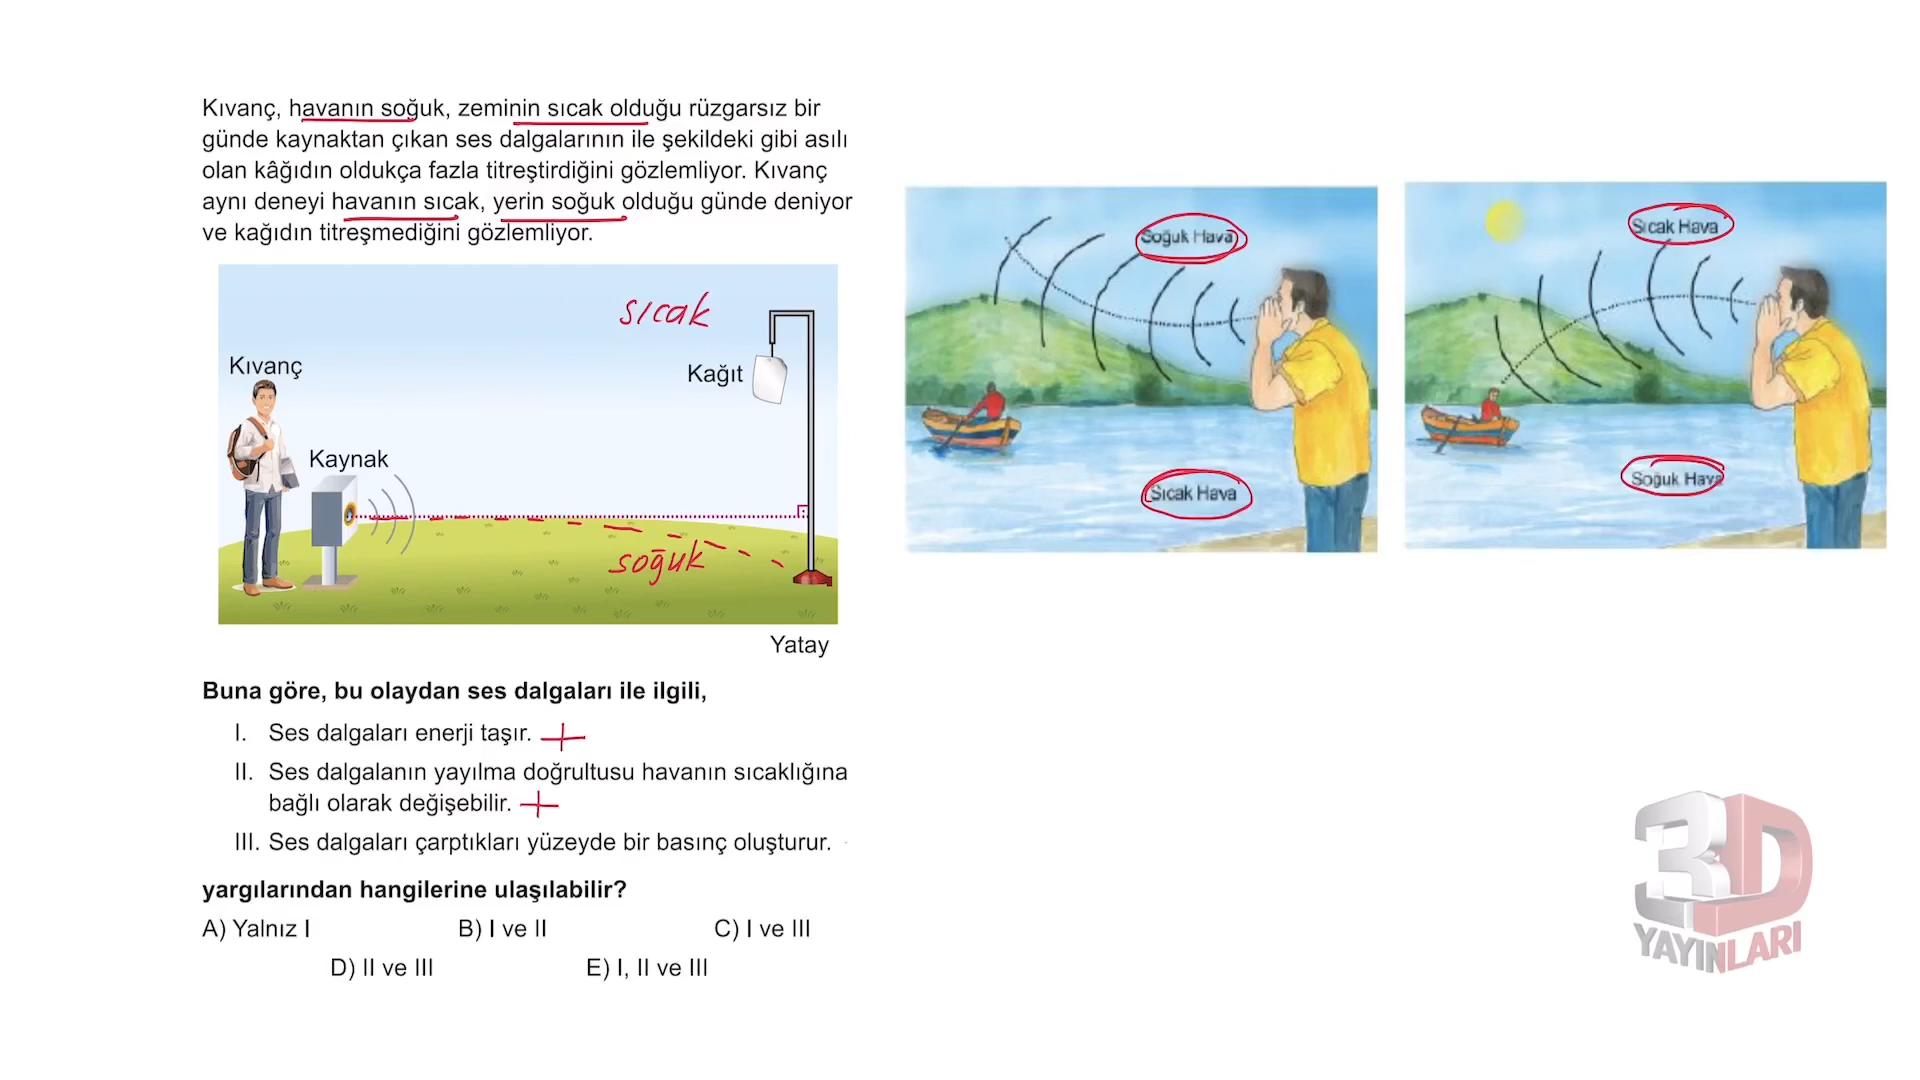 Kıvanç, havanın soğuk, zeminin sıcak olduğu rüzgarsız bir
günde kaynaktan çıkan ses dalgalarının ile şekildeki gibi asılı
olan kâğıdın oldukça fazla titreştirdiğini gözlemliyor. Kıvanç
aynı deneyi havanın sıcak, yerin soğuk olduğu günde deniyor
ve kağıdın titreşmediğini gözlemliyor.
sıcak
Kıvanç
Kağıt
Kaynak
soğuk
Yatay
Buna göre, bu olaydan ses dalgaları ile ilgili,
I. Ses dalgaları enerji taşır. +
II. Ses dalgalanın yayılma doğrultusu havanın sıcaklığına
bağlı olarak değişebilir. +
III. Ses dalgaları çarptıkları yüzeyde bir basınç oluşturur.
yargılarından hangilerine ulaşılabilir?
A) Yalnız I B) I ve II C) I ve III
D) II ve III E) I, II ve III
Soğuk Hava
Sıcak Hava
Sıcak Hava
Soğuk Hava
3D
YAYINLARI